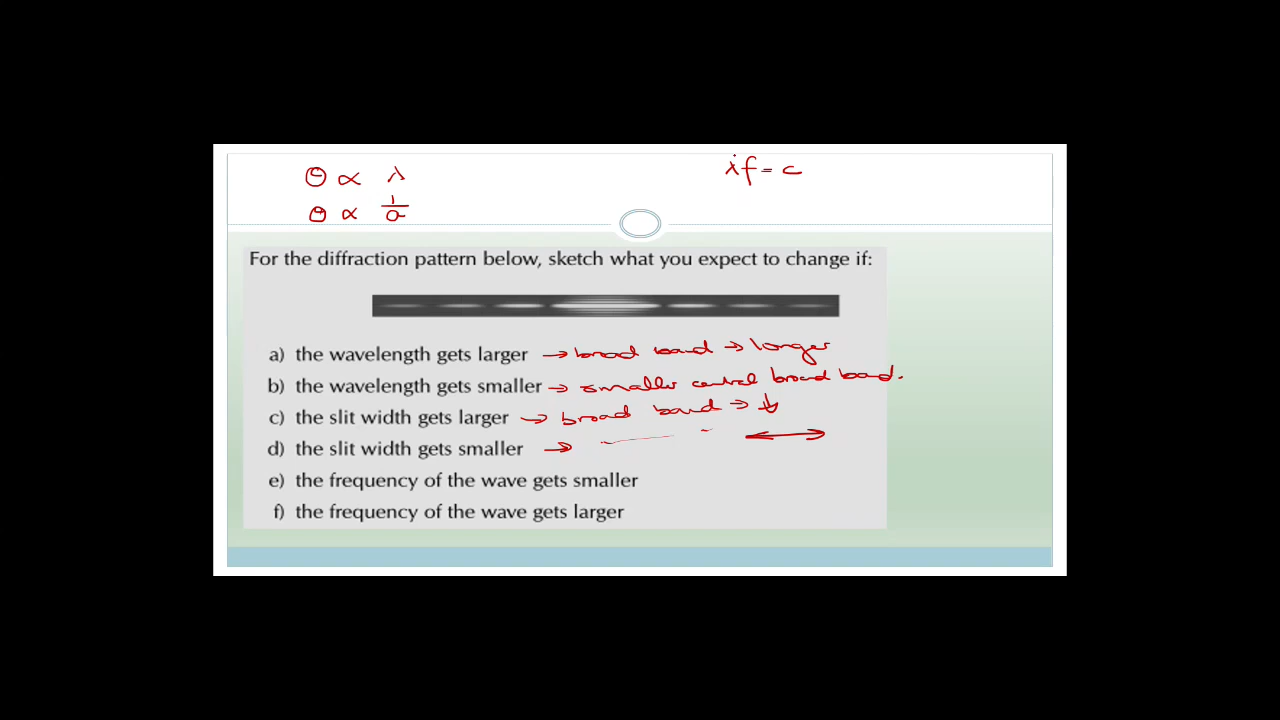 θ ∝ λ
λf = c
θ ∝ 1/a
For the diffraction pattern below, sketch what you expect to change if:
a) the wavelength gets larger → broad band → longer
b) the wavelength gets smaller → smaller central broad band.
c) the slit width gets larger → broad band → ↓
d) the slit width gets smaller → ↔
e) the frequency of the wave gets smaller
f) the frequency of the wave gets larger